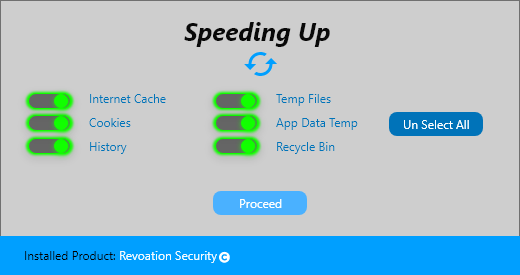 Speeding Up
Internet Cache
Temp Files
Cookies
App Data Temp
Un Select All
History
Recycle Bin
Proceed
Installed Product: Revoation Security ©